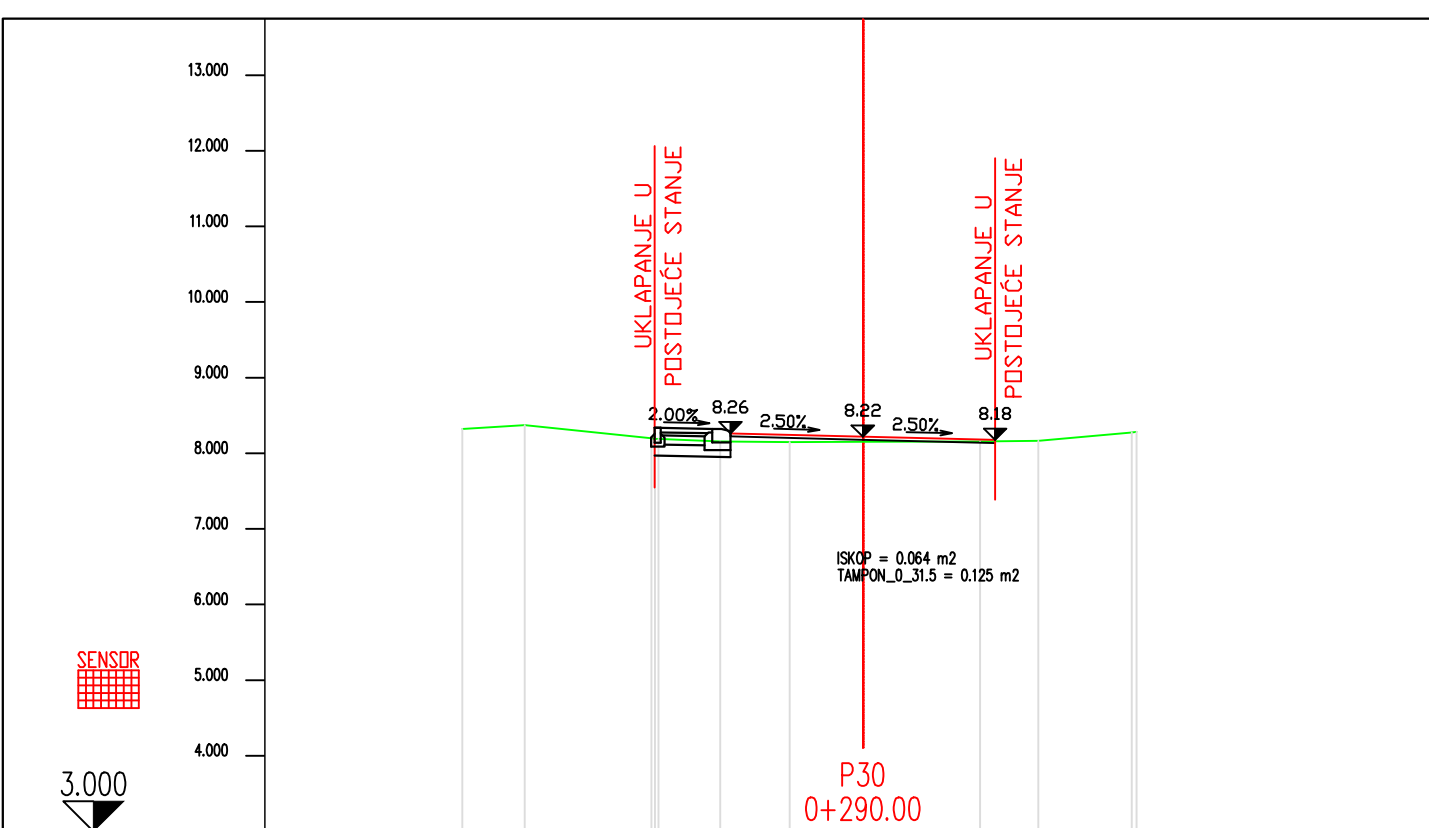 13.000
12.000
11.000
10.000
9.000
8.000
7.000
6.000
5.000
4.000
UKLAPANJE U
POSTOJEĆE STANJE
UKLAPANJE U
POSTOJEĆE STANJE
2.00%
8.26
2.50%
8.22
2.50%
8.18
ISKOP = 0.064 m2
TAMPON_0_31.5 = 0.125 m2
SENSOR
3.000
P30
0+290.00